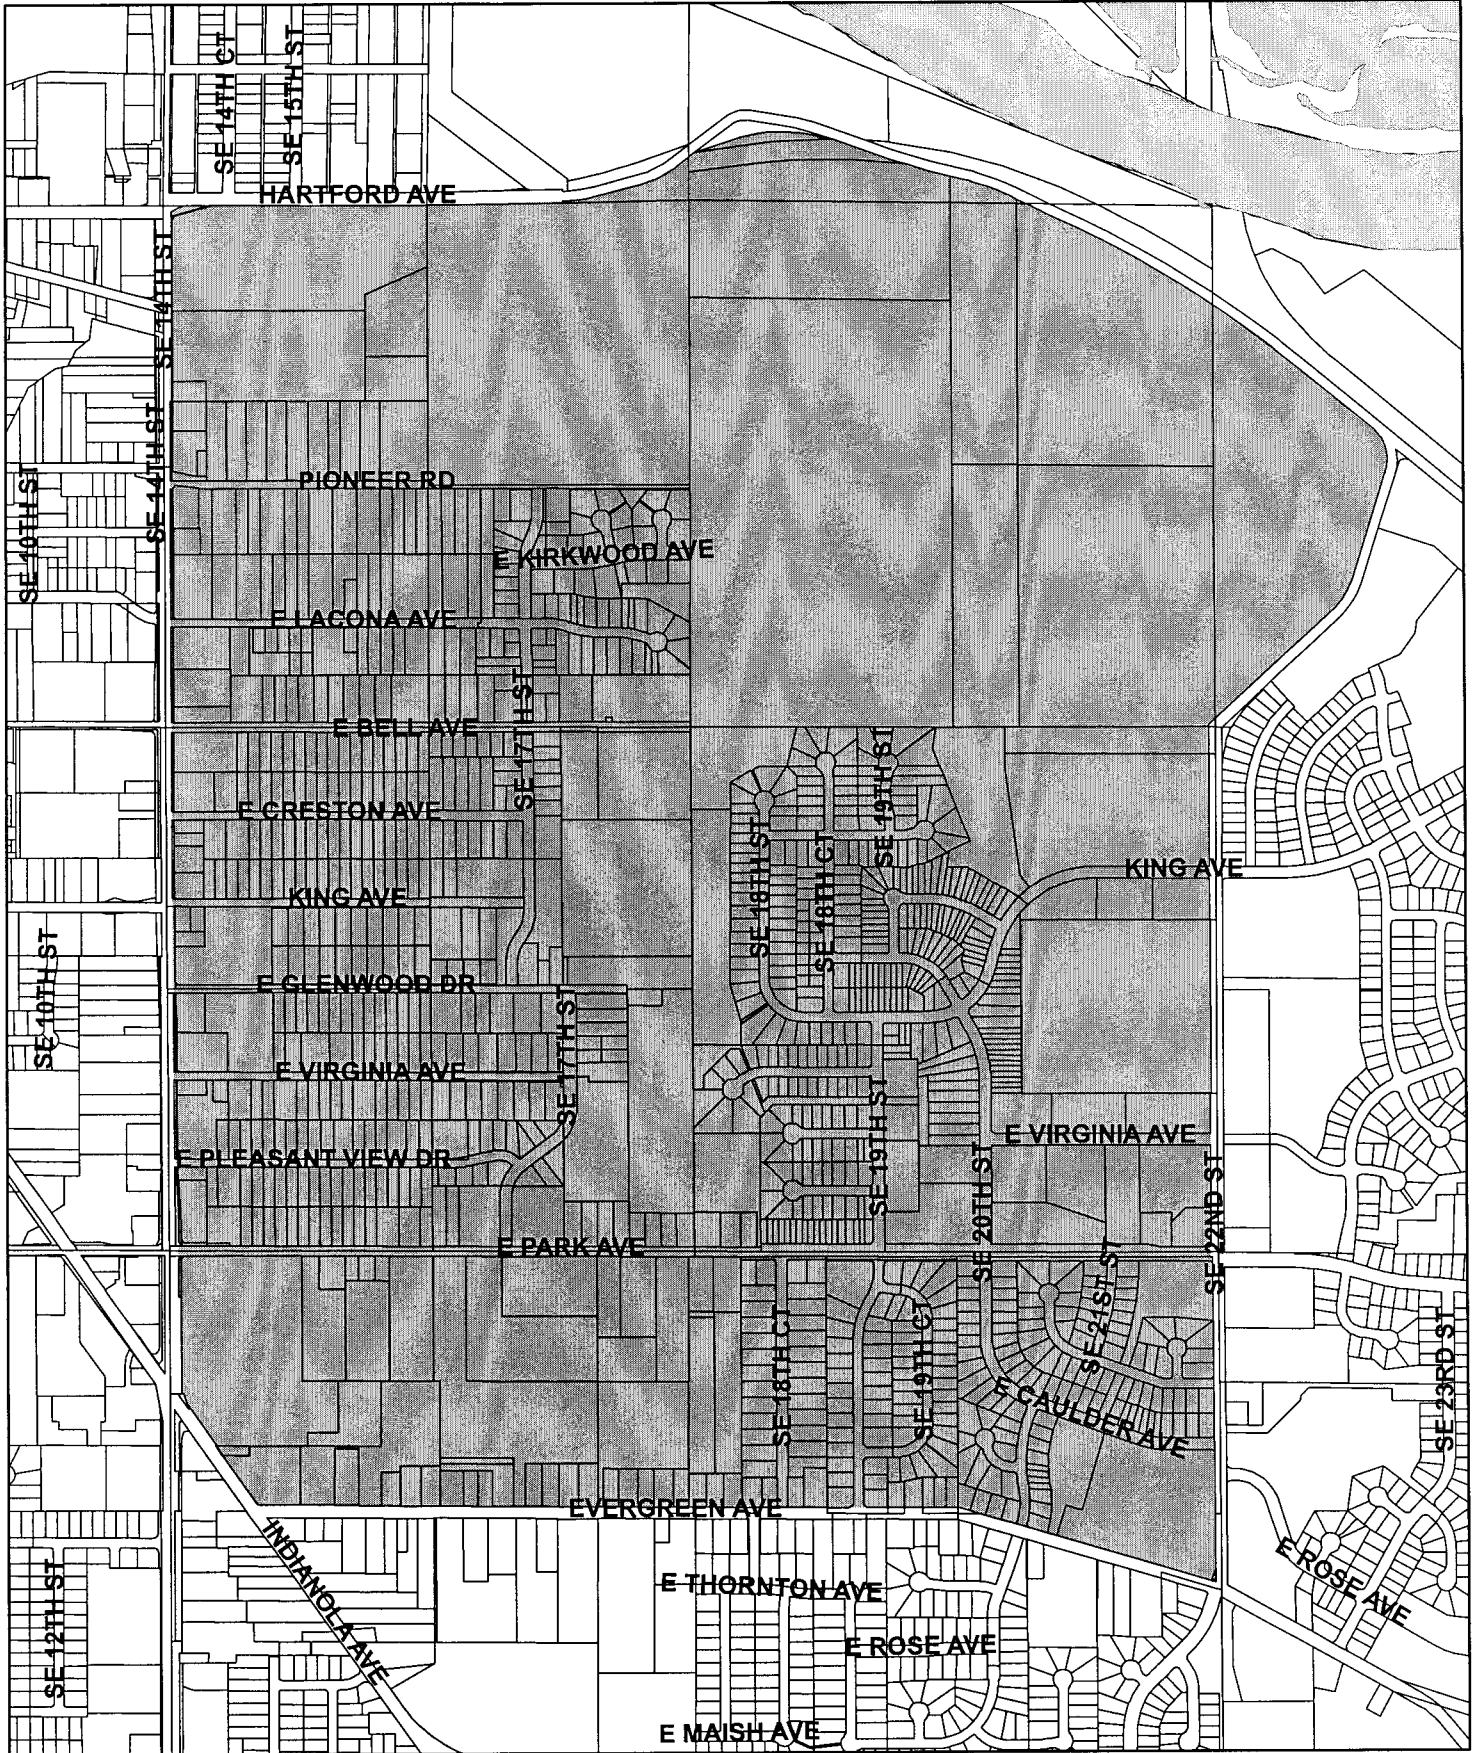 SE 14TH CT
SE 15TH ST
HARTFORD AVE
SE 14TH ST
SE 14TH ST
SE 10TH ST
PIONEER RD
E KIRKWOOD AVE
E LACONA AVE
SE 17TH ST
E BELL AVE
SE 17TH ST
SE 19TH ST
E CRESTON AVE
SE 18TH ST
SE 18TH CT
KING AVE
KING AVE
SE 10TH ST
E GLENWOOD DR
SE 17TH ST
E VIRGINIA AVE
SE 19TH ST
E VIRGINIA AVE
E PLEASANT VIEW DR
SE 20TH ST
SE 22ND ST
E PARK AVE
SE 21ST ST
SE 18TH CT
SE 19TH CT
SE 23RD ST
E CAULDER AVE
EVERGREEN AVE
INDIANOLA AVE
SE 12TH ST
E THORNTON AVE
E ROSE AVE
E ROSE AVE
E MAISH AVE